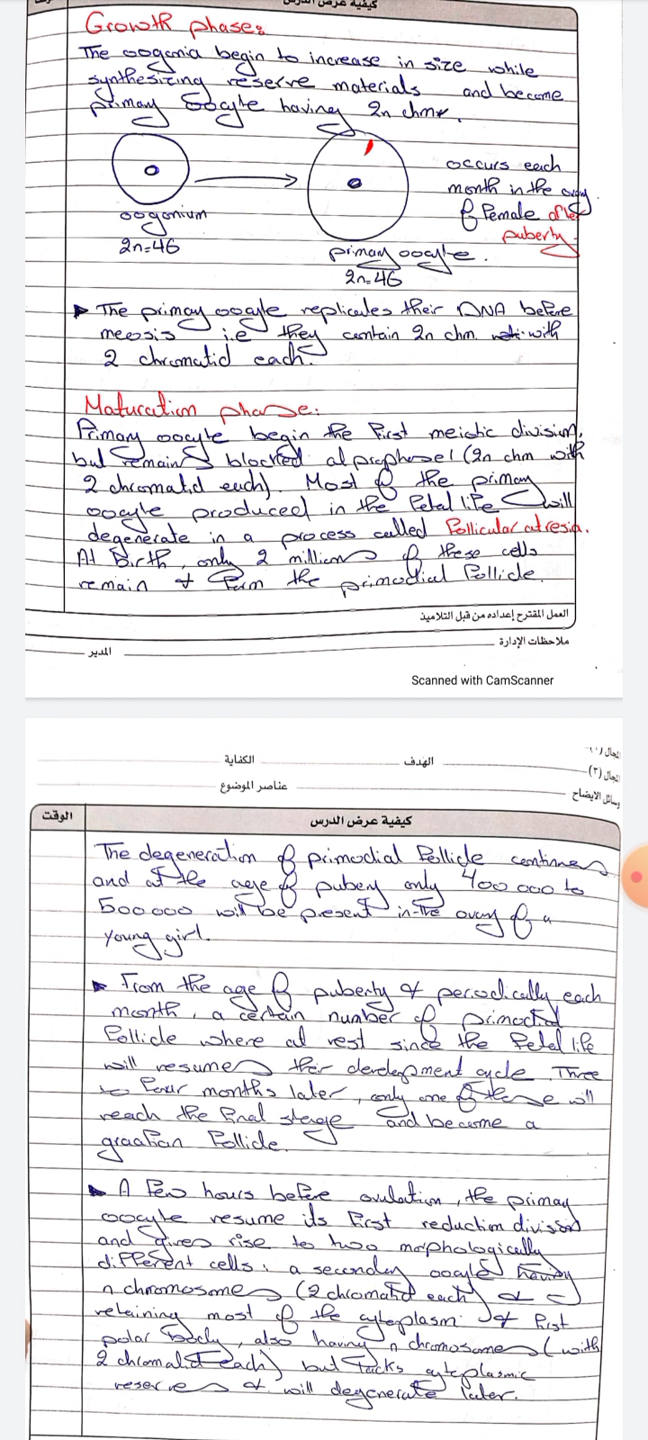 كيفية عرض الدرس
Growth phase:
The oogonia begin to increase in size while
synthesizing reserve materials and become
primary oocyte having 2n chmr.
oogonium
2n=46
primary oocyte.
2n=46
occurs each
month in the ovary
of female after
puberty
The primary oocyte replicates their DNA before
meosis i.e they contain 2n chm. with
2 chromatid each.
Maturation phase:
Primary oocyte begin the first meiotic division,
but remains blocked at prophase I (2n chm with
2 chromatid each). Most of the primary
oocyte produced in the fetal life will
degenerate in a process called Follicular atresia.
At Birth, only 2 millions of these cells
remain & form the primodial follicle.
العمل المقترح إعداده من قبل التلاميذ
ملاحظات الإدارة
المدير
Scanned with CamScanner
الكفاية
الهدف
عناصر الموضوع
وسائل الايضاح
الوقت
كيفية عرض الدرس
The degeneration of primodial follicle continues
and at the age of pubery only 400 000 to
500 000 will be present in the ovary of a
young girl.
From the age of puberty & periodically each
month, a certain number of primodial
follicle where at rest since the fetal life
will resumes their development cycle. Three
to four months later, only one of these will
reach the final stage and become a
graafian follicle.
A few hours before ovulation, the primary
oocyte resume its first reduction division
and gives rise to two morphologically
different cells: a secondary oocyte having
n chromosomes (2 chromatid each) &
retaining most of the cytoplasm & first
polar body, also having n chromosomes (with
2 chromatid each) but lacks cytoplasmic
reserves & will degenerate later.